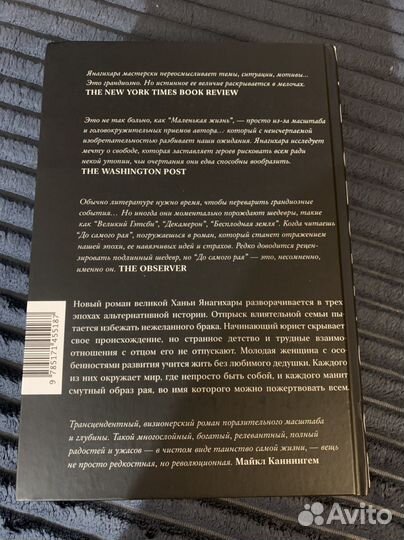 Янагихара мастерски переосмысливает темы, ситуации, мотивы...
Это грандиозно. Но истинное ее величие раскрывается в мелочах.
THE NEW YORK TIMES BOOK REVIEW
Это не так больно, как "Маленькая жизнь", — просто из-за масштаба
и головокружительных приемов автора... который с неисчерпаемой
изобретательностью разбивает наши ожидания. Янагихара исследует
мечту о свободе, которая заставляет героев рисковать всем ради
некой утопии, чьи очертания они едва способны вообразить.
THE WASHINGTON POST
Обычно литературе нужно время, чтобы переварить грандиозные
события... Но иногда они моментально порождают шедевры, такие
как "Великий Гэтсби", "Декамерон", "Бесплодная земля". Когда читаешь
"До самого рая", погружаешься в роман, который станет отражением
нашей эпохи, ее навязчивых идей и страхов. Редко доводится рецен-
зировать подлинный шедевр, но "До самого рая" — это, несомненно,
именно он. THE OBSERVER
Новый роман великой Ханьи Янагихары разворачивается в трех
эпохах альтернативной истории. Отпрыск влиятельной семьи пы-
тается избежать нежеланного брака. Начинающий юрист скрывает
свое происхождение, но странное детство и трудные взаимо-
отношения с отцом его не отпускают. Молодая женщина с осо-
бенностями развития учится жить без любимого дедушки. Каждого
из них окружает мир, где непросто быть собой, и каждого манит
смутный образ рая, во имя которого можно пожертвовать всем.
9 785171 455187
Трансцендентный, визионерский роман поразительного масштаба
и глубины. Такой многослойный, богатый, релевантный, полный
радостей и ужасов — в чистом виде таинство самой жизни, — вещь
не просто редкостная, но революционная. Майкл Каннингем
Avito